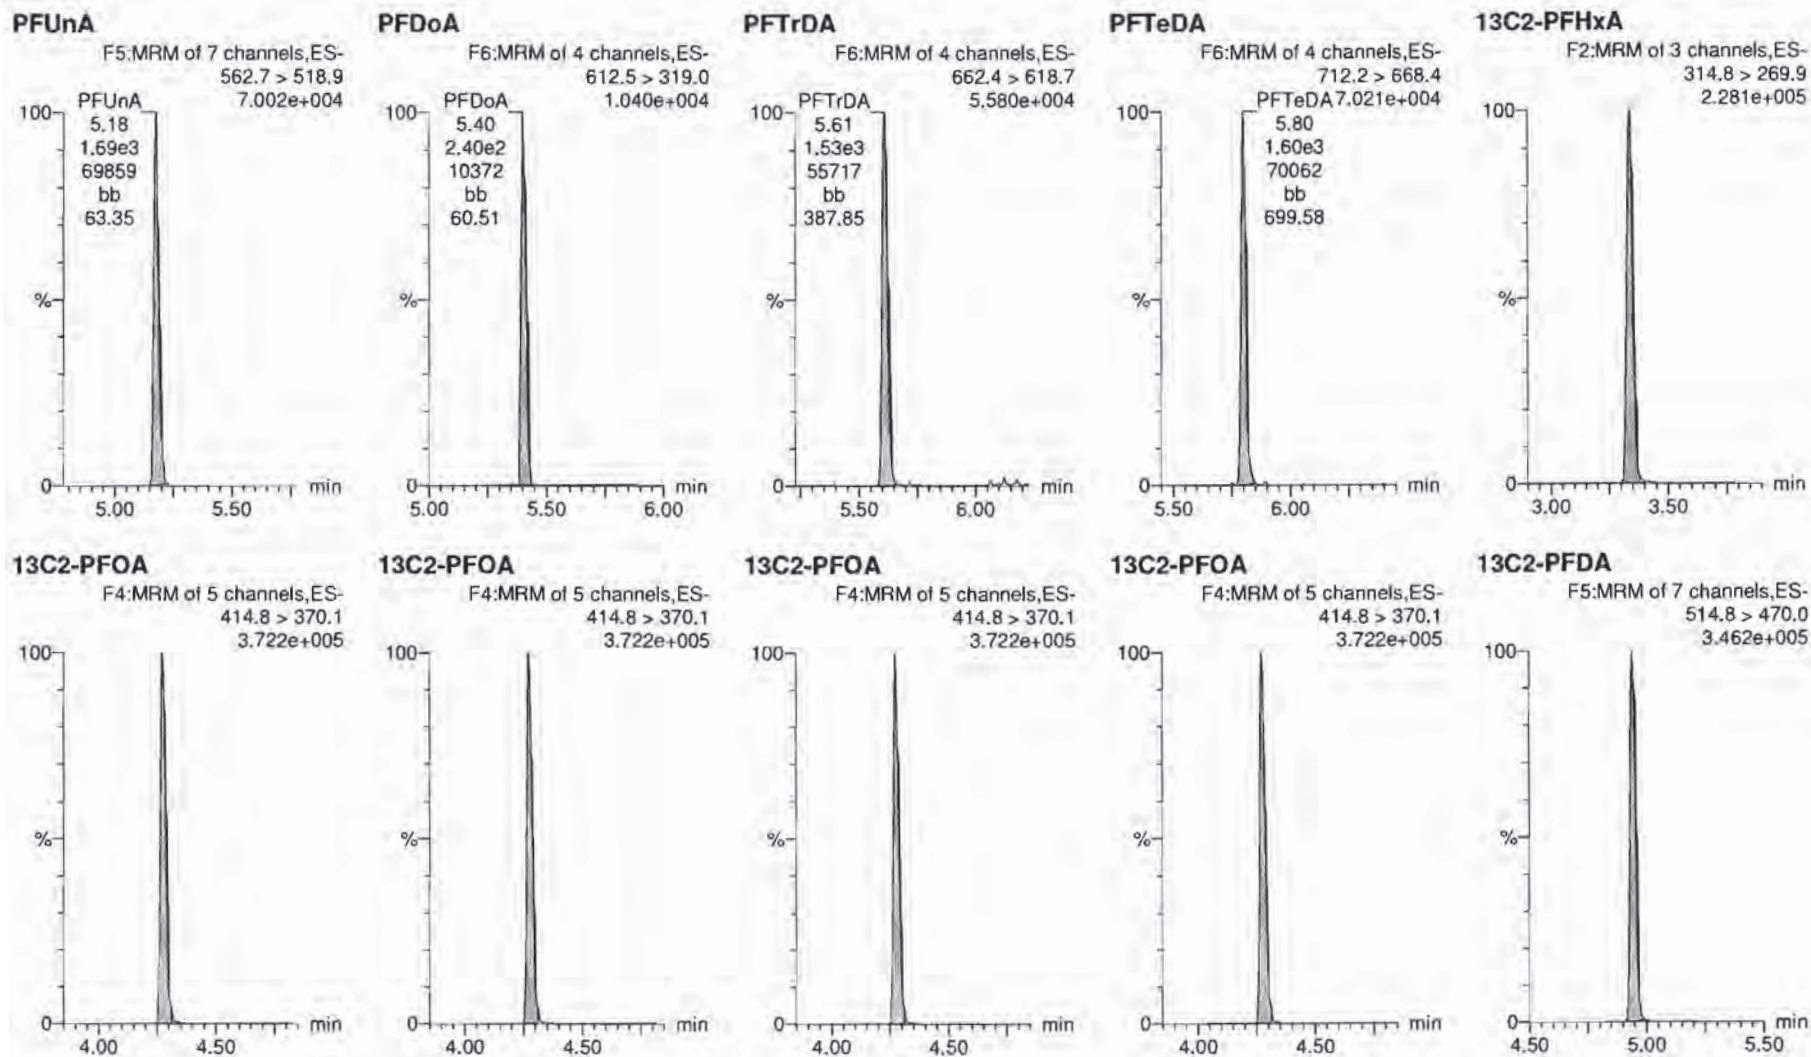 PFUnA
F5:MRM of 7 channels,ES-
562.7 > 518.9
7.002e+004
PFUnA
5.18
1.69e3
69859
bb
63.35
100
%
0
5.00
5.50
min
PFDoA
F6:MRM of 4 channels,ES-
612.5 > 319.0
1.040e+004
PFDoA
5.40
2.40e2
10372
bb
60.51
100
%
0
5.00
5.50
6.00
min
PFTrDA
F6:MRM of 4 channels,ES-
662.4 > 618.7
5.580e+004
PFTrDA
5.61
1.53e3
55717
bb
387.85
100
%
0
5.50
6.00
min
PFTeDA
F6:MRM of 4 channels,ES-
712.2 > 668.4
PFTeDA 7.021e+004
5.80
1.60e3
70062
bb
699.58
100
%
0
5.50
6.00
min
13C2-PFHxA
F2:MRM of 3 channels,ES-
314.8 > 269.9
2.281e+005
100
%
0
3.00
3.50
min
13C2-PFOA
F4:MRM of 5 channels,ES-
414.8 > 370.1
3.722e+005
100
%
0
4.00
4.50
min
13C2-PFOA
F4:MRM of 5 channels,ES-
414.8 > 370.1
3.722e+005
100
%
0
4.00
4.50
min
13C2-PFOA
F4:MRM of 5 channels,ES-
414.8 > 370.1
3.722e+005
100
%
0
4.00
4.50
min
13C2-PFOA
F4:MRM of 5 channels,ES-
414.8 > 370.1
3.722e+005
100
%
0
4.00
4.50
min
13C2-PFDA
F5:MRM of 7 channels,ES-
514.8 > 470.0
3.462e+005
100
%
0
4.50
5.00
5.50
min